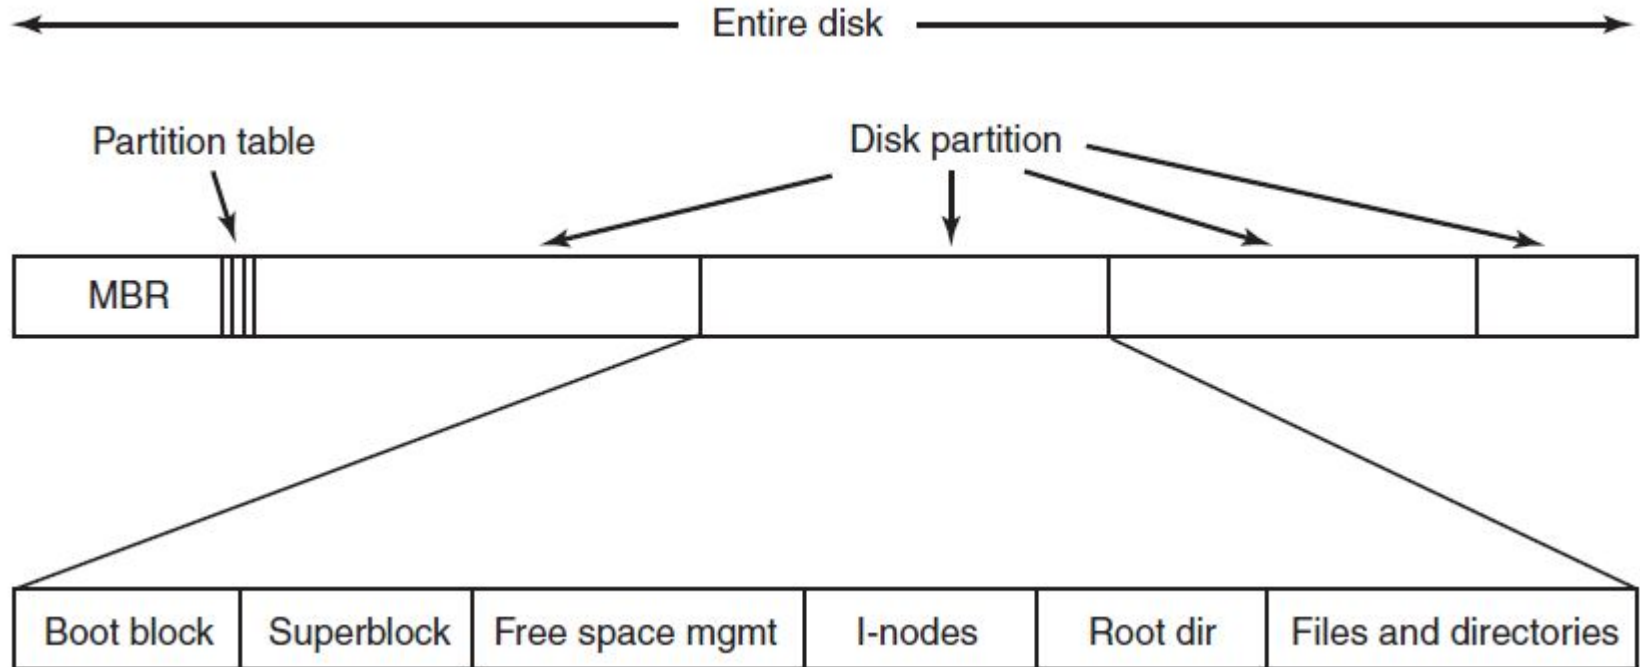 Entire disk
Partition table
Disk partition
MBR
Boot block
Superblock
Free space mgmt
I-nodes
Root dir
Files and directories